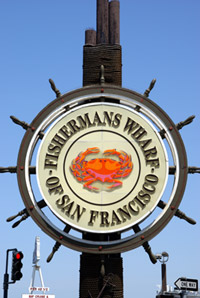 FISHERMANS WHARF
OF SAN FRANCISCO
ONE WAY